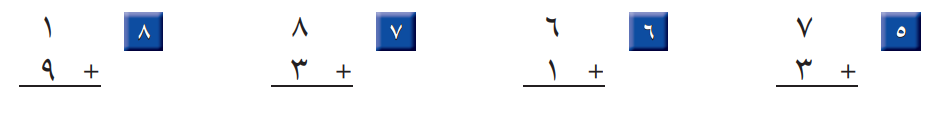 ٥ ٧ ٦ ٦ ٧ ٨ ٨ ١
+ ٣ + ١ + ٣ + ٩